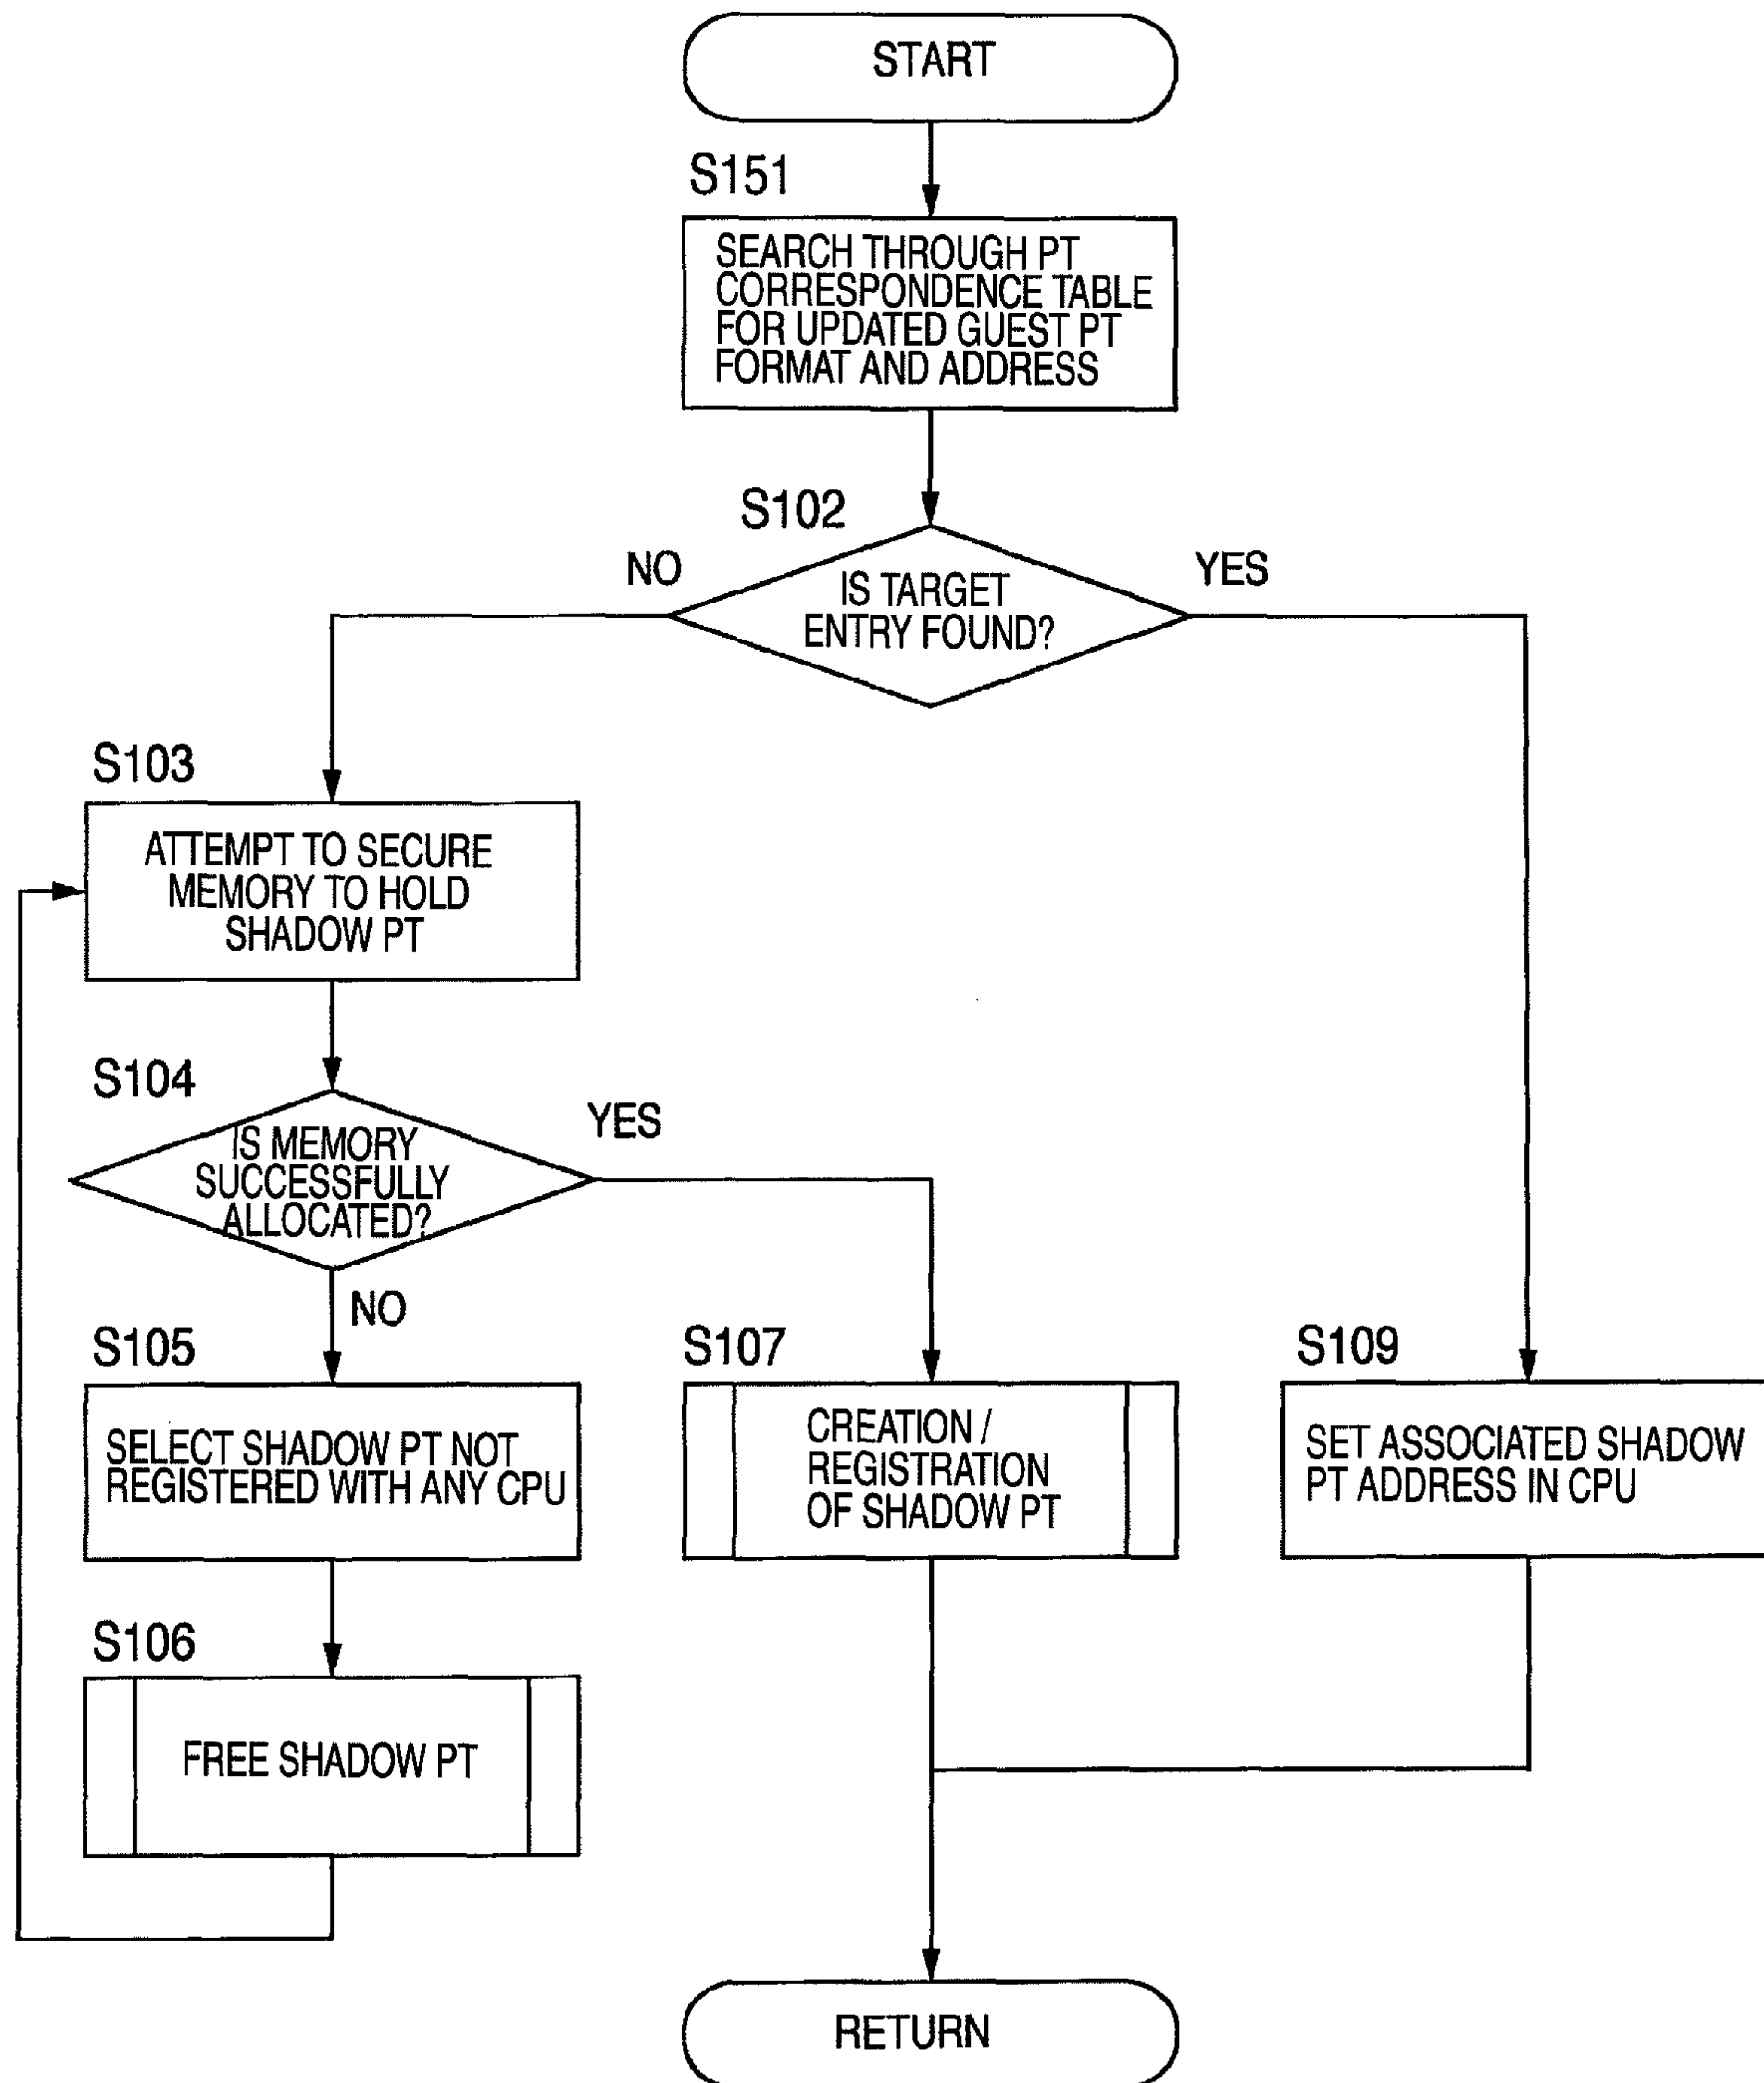 START
S151
SEARCH THROUGH PT
CORRESPONDENCE TABLE
FOR UPDATED GUEST PT
FORMAT AND ADDRESS
S102
NO
YES
IS TARGET
ENTRY FOUND?
S103
ATTEMPT TO SECURE
MEMORY TO HOLD
SHADOW PT
S104
YES
IS MEMORY
SUCCESSFULLY
ALLOCATED?
NO
S105
SELECT SHADOW PT NOT
REGISTERED WITH ANY CPU
S107
CREATION /
REGISTRATION
OF SHADOW PT
S109
SET ASSOCIATED SHADOW
PT ADDRESS IN CPU
S106
FREE SHADOW PT
RETURN